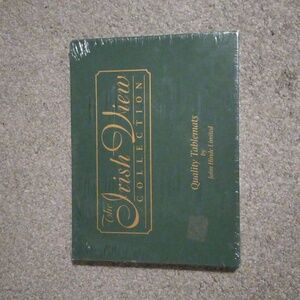 The
Irish View
COLLECTION
Quality Tablemats
by
John Hinde Limited